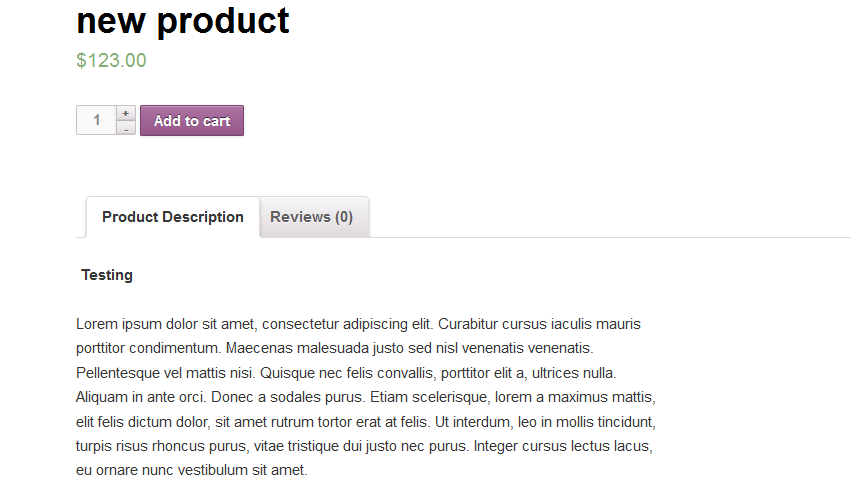 new product
$123.00
1 + Add to cart
-
Product Description Reviews (0)
Testing
Lorem ipsum dolor sit amet, consectetur adipiscing elit. Curabitur cursus iaculis mauris
porttitor condimentum. Maecenas malesuada justo sed nisl venenatis venenatis.
Pellentesque vel mattis nisi. Quisque nec felis convallis, porttitor elit a, ultrices nulla.
Aliquam in ante orci. Donec a sodales purus. Etiam scelerisque, lorem a maximus mattis,
elit felis dictum dolor, sit amet rutrum tortor erat at felis. Ut interdum, leo in mollis tincidunt,
turpis risus rhoncus purus, vitae tristique dui justo nec purus. Integer cursus lectus lacus,
eu ornare nunc vestibulum sit amet.